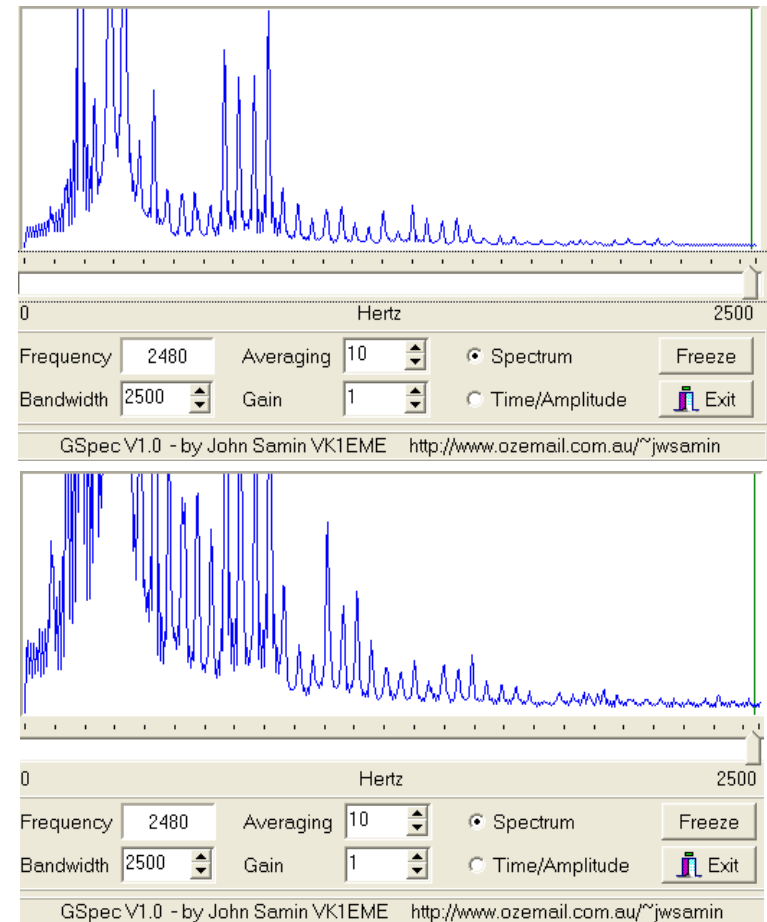 0 Hertz 2500
Frequency 2480 Averaging 10 Spectrum Freeze
Bandwidth 2500 Gain 1 Time/Amplitude Exit
GSpec V1.0 - by John Samin VK1EME http://www.ozemail.com.au/~jwsamin
0 Hertz 2500
Frequency 2480 Averaging 10 Spectrum Freeze
Bandwidth 2500 Gain 1 Time/Amplitude Exit
GSpec V1.0 - by John Samin VK1EME http://www.ozemail.com.au/~jwsamin